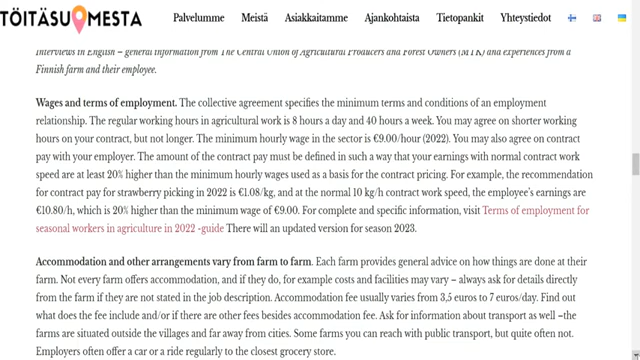 TÖITÄSUOMESTA
Palvelumme Meistä Asiakkaitamme Ajankohtaista Tietopankki Yhteystiedot
Interviews in English – general information from The Central Union of Agricultural Producers and Forest Owners (MTK) and experiences from a
Finnish farm and their employee.
Wages and terms of employment. The collective agreement specifies the minimum terms and conditions of an employment
relationship. The regular working hours in agricultural work is 8 hours a day and 40 hours a week. You may agree on shorter working
hours on your contract, but not longer. The minimum hourly wage in the sector is €9.00/hour (2022). You may also agree on contract
pay with your employer. The amount of the contract pay must be defined in such a way that your earnings with normal contract work
speed are at least 20% higher than the minimum hourly wages used as a basis for the contract pricing. For example, the recommendation
for contract pay for strawberry picking in 2022 is €1.08/kg, and at the normal 10 kg/h contract work speed, the employee's earnings are
€10.80/h, which is 20% higher than the minimum wage of €9.00. For complete and specific information, visit Terms of employment for
seasonal workers in agriculture in 2022 -guide There will an updated version for season 2023.
Accommodation and other arrangements vary from farm to farm. Each farm provides general advice on how things are done at their
farm. Not every farm offers accommodation, and if they do, for example costs and facilities may vary – always ask for details directly
from the farm if they are not stated in the job description. Accommodation fee usually varies from 3,5 euros to 7 euros/day. Find out
what does the fee include and/or if there are other fees besides accommodation fee. Ask for information about transport as well –the
farms are situated outside the villages and far away from cities. Some farms you can reach with public transport, but quite often not.
Employers often offer a car or a ride regularly to the closest grocery store.